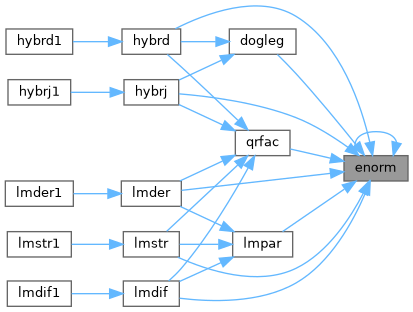 hybrd1
hybrd
dogleg
hybrj1
hybrj
qrfac
enorm
lmder1
lmder
lmstr1
lmstr
lmpar
lmdif1
lmdif